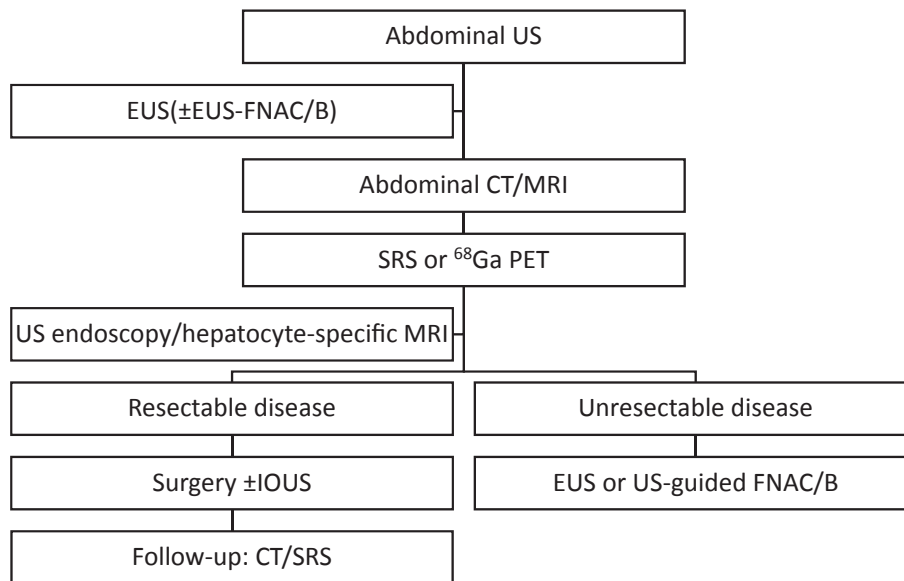 Abdominal US
EUS(±EUS-FNAC/B)
Abdominal CT/MRI
SRS or ⁶⁸Ga PET
US endoscopy/hepatocyte-specific MRI
Resectable disease
Unresectable disease
Surgery ±IOUS
EUS or US-guided FNAC/B
Follow-up: CT/SRS